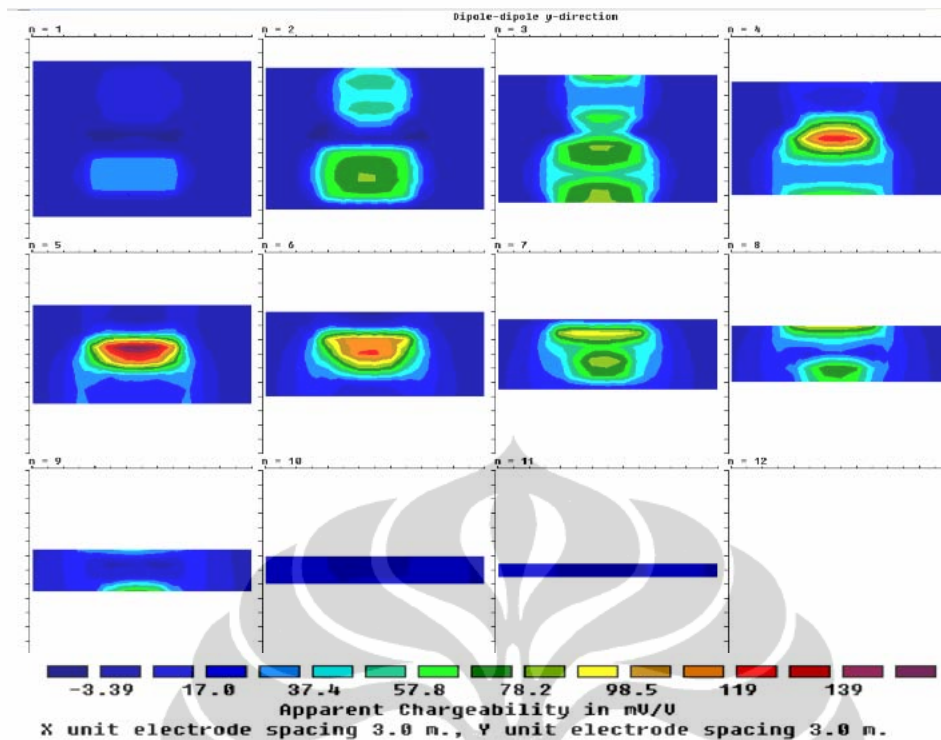 Dipole-dipole y-direction
n = 1
n = 2
n = 3
n = 4
n = 5
n = 6
n = 7
n = 8
n = 9
n = 10
n = 11
n = 12
-3.39 17.0 37.4 57.8 78.2 98.5 119 139
Apparent Chargeability in mV/V
X unit electrode spacing 3.0 m., Y unit electrode spacing 3.0 m.